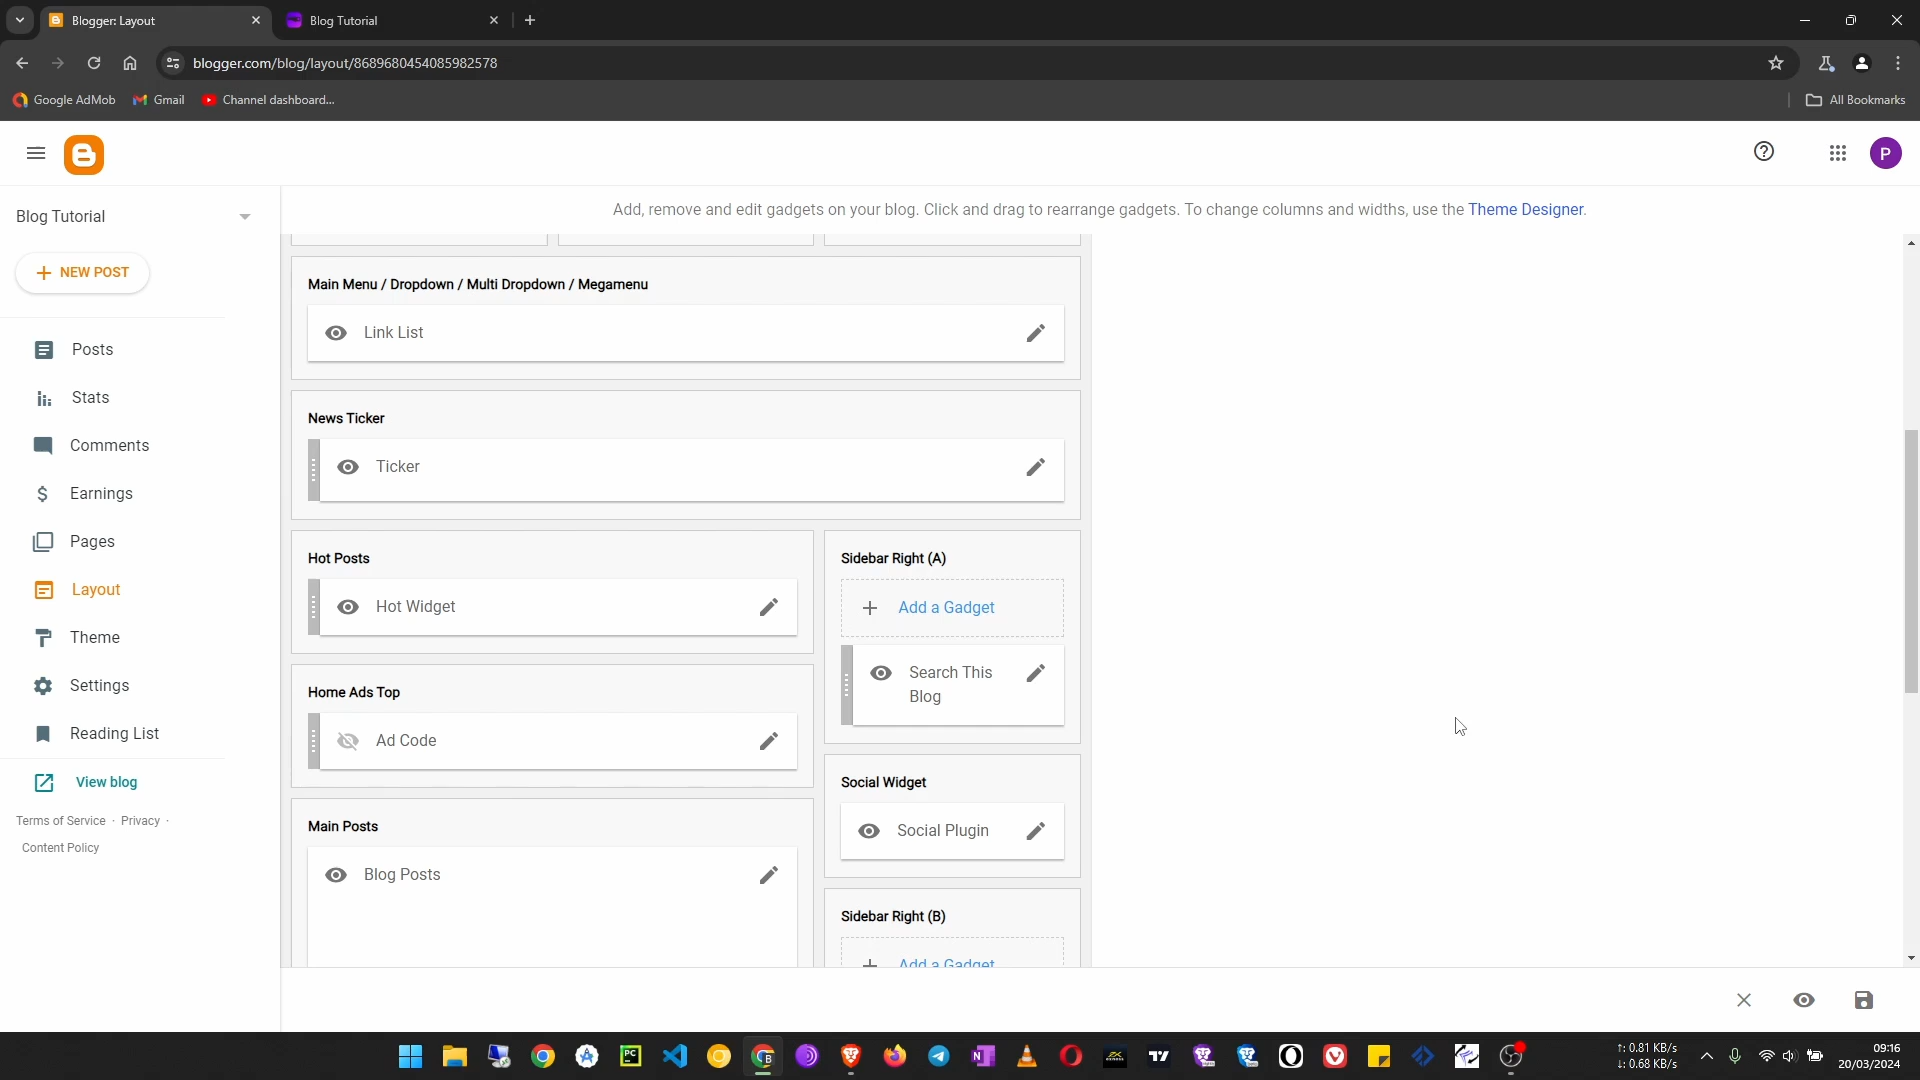 Blogger: Layout
Blog Tutorial
blogger.com/blog/layout/8689680454085982578
Google AdMob
Gmail
Channel dashboard...
All Bookmarks
P
Blog Tutorial
Add, remove and edit gadgets on your blog. Click and drag to rearrange gadgets. To change columns and widths, use the Theme Designer.
NEW POST
Posts
Stats
Comments
Earnings
Pages
Layout
Theme
Settings
Reading List
View blog
Terms of Service · Privacy ·
Content Policy
Main Menu / Dropdown / Multi Dropdown / Megamenu
Link List
News Ticker
Ticker
Hot Posts
Hot Widget
Home Ads Top
Ad Code
Main Posts
Blog Posts
Sidebar Right (A)
Add a Gadget
Search This
Blog
Social Widget
Social Plugin
Sidebar Right (B)
Add a Gadget
↑: 0.81 KB/s
↓: 0.68 KB/s
09:16
20/03/2024